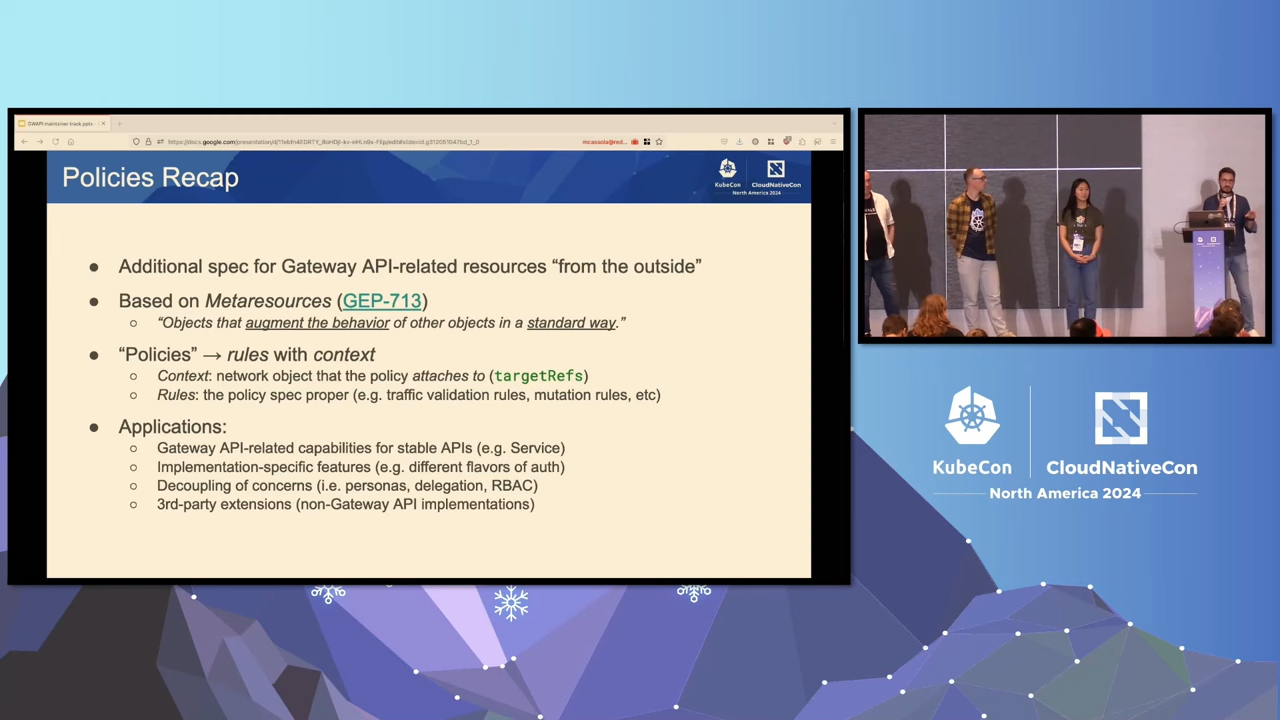 GWAPI maintainer track.pptx
Policies Recap
KubeCon
CloudNativeCon
North America 2024
● Additional spec for Gateway API-related resources “from the outside”
● Based on Metaresources (GEP-713)
○ “Objects that augment the behavior of other objects in a standard way.”
● “Policies” → rules with context
○ Context: network object that the policy attaches to (targetRefs)
○ Rules: the policy spec proper (e.g. traffic validation rules, mutation rules, etc)
● Applications:
○ Gateway API-related capabilities for stable APIs (e.g. Service)
○ Implementation-specific features (e.g. different flavors of auth)
○ Decoupling of concerns (i.e. personas, delegation, RBAC)
○ 3rd-party extensions (non-Gateway API implementations)
KubeCon
CloudNativeCon
North America 2024